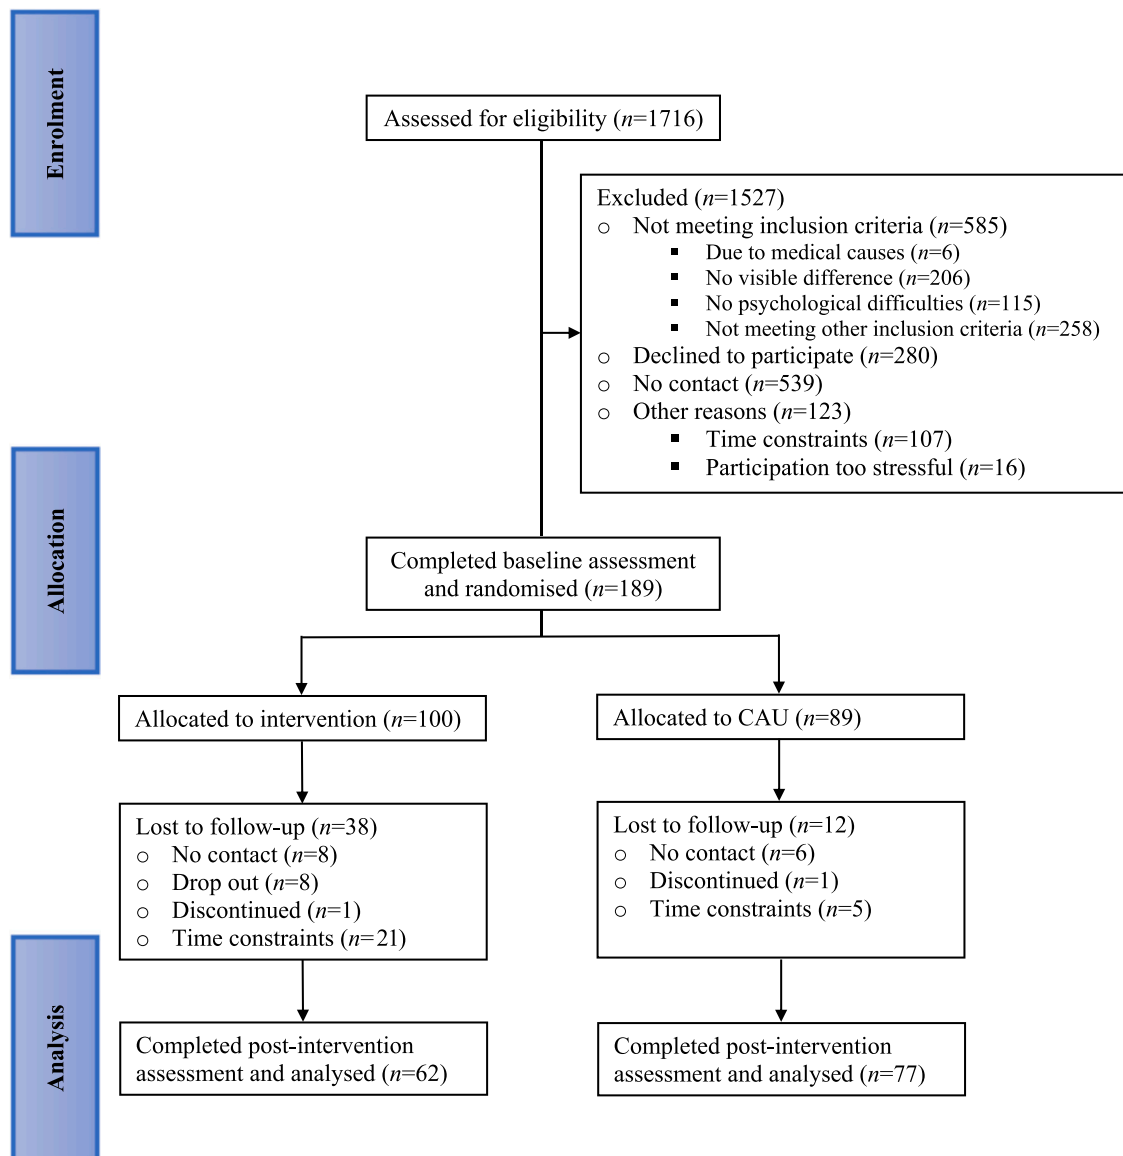 Enrolment
Assessed for eligibility (n=1716)
Excluded (n=1527)
o Not meeting inclusion criteria (n=585)
▪ Due to medical causes (n=6)
▪ No visible difference (n=206)
▪ No psychological difficulties (n=115)
▪ Not meeting other inclusion criteria (n=258)
o Declined to participate (n=280)
o No contact (n=539)
o Other reasons (n=123)
▪ Time constraints (n=107)
▪ Participation too stressful (n=16)
Allocation
Completed baseline assessment
and randomised (n=189)
Allocated to intervention (n=100)
Allocated to CAU (n=89)
Lost to follow-up (n=38)
o No contact (n=8)
o Drop out (n=8)
o Discontinued (n=1)
o Time constraints (n=21)
Lost to follow-up (n=12)
o No contact (n=6)
o Discontinued (n=1)
o Time constraints (n=5)
Analysis
Completed post-intervention
assessment and analysed (n=62)
Completed post-intervention
assessment and analysed (n=77)